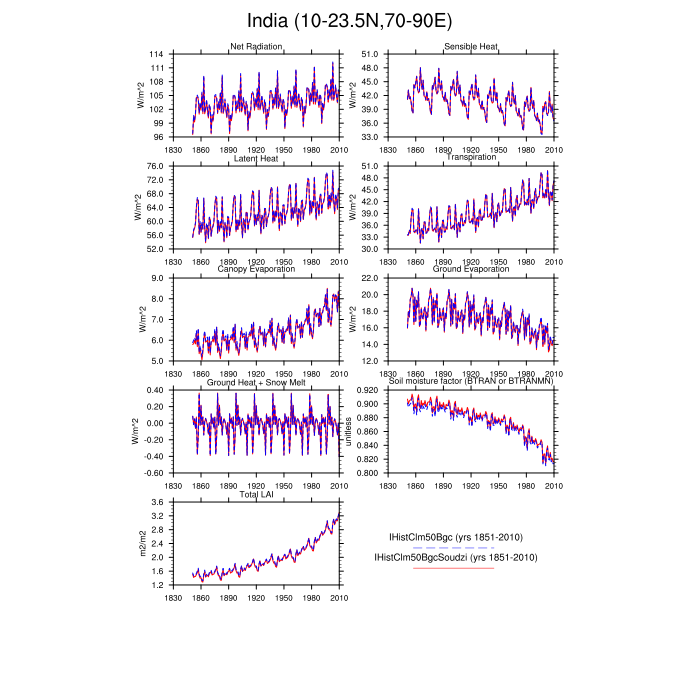 India (10-23.5N,70-90E)
Net Radiation
Sensible Heat
W/m^2
114
111
108
105
102
99
96
1830 1860 1890 1920 1950 1980 2010
W/m^2
51.0
48.0
45.0
42.0
39.0
36.0
33.0
1830 1860 1890 1920 1950 1980 2010
Latent Heat
Transpiration
W/m^2
76.0
72.0
68.0
64.0
60.0
56.0
52.0
1830 1860 1890 1920 1950 1980 2010
W/m^2
51.0
48.0
45.0
42.0
39.0
36.0
33.0
30.0
1830 1860 1890 1920 1950 1980 2010
Canopy Evaporation
Ground Evaporation
W/m^2
9.0
8.0
7.0
6.0
5.0
1830 1860 1890 1920 1950 1980 2010
W/m^2
22.0
20.0
18.0
16.0
14.0
12.0
1830 1860 1890 1920 1950 1980 2010
Ground Heat + Snow Melt
Soil moisture factor (BTRAN or BTRANMN)
W/m^2
0.40
0.20
0.00
-0.20
-0.40
-0.60
1830 1860 1890 1920 1950 1980 2010
unitless
0.920
0.900
0.880
0.860
0.840
0.820
0.800
1830 1860 1890 1920 1950 1980 2010
Total LAI
m2/m2
3.6
3.2
2.8
2.4
2.0
1.6
1.2
1830 1860 1890 1920 1950 1980 2010
IHistClm50Bgc (yrs 1851-2010)
IHistClm50BgcSoudzi (yrs 1851-2010)